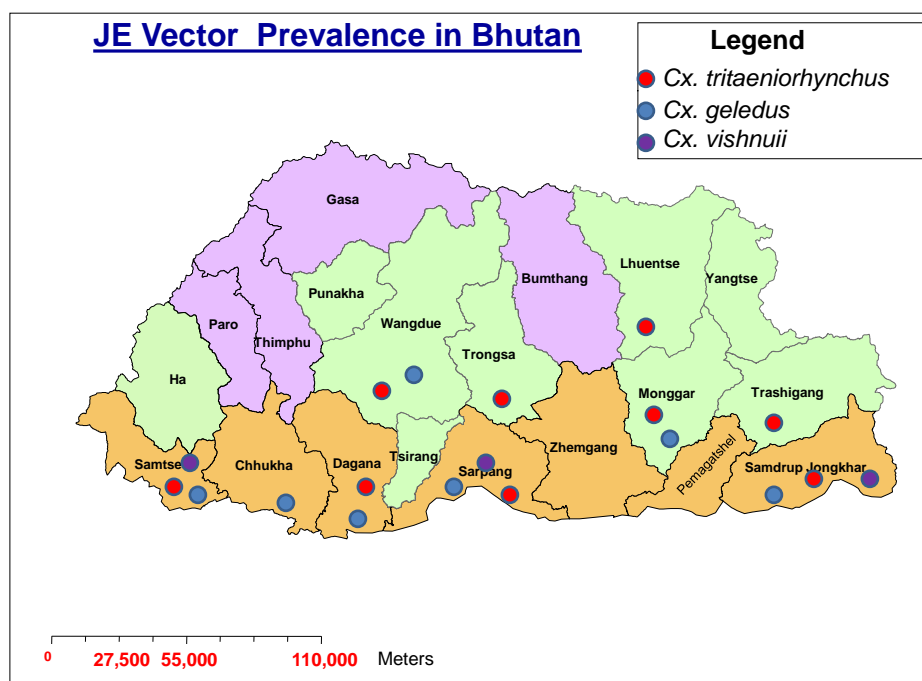 JE Vector Prevalence in Bhutan
Legend
Cx. tritaeniorhynchus
Cx. geledus
Cx. vishnuii
Gasa
Lhuentse
Yangtse
Bumthang
Punakha
Paro
Wangdue
Thimphu
Trongsa
Ha
Monggar
Trashigang
Zhemgang
Tsirang
Samtse
Chhukha
Dagana
Sarpang
Pemagatshel
Samdrup Jongkhar
0 27,500 55,000 110,000 Meters